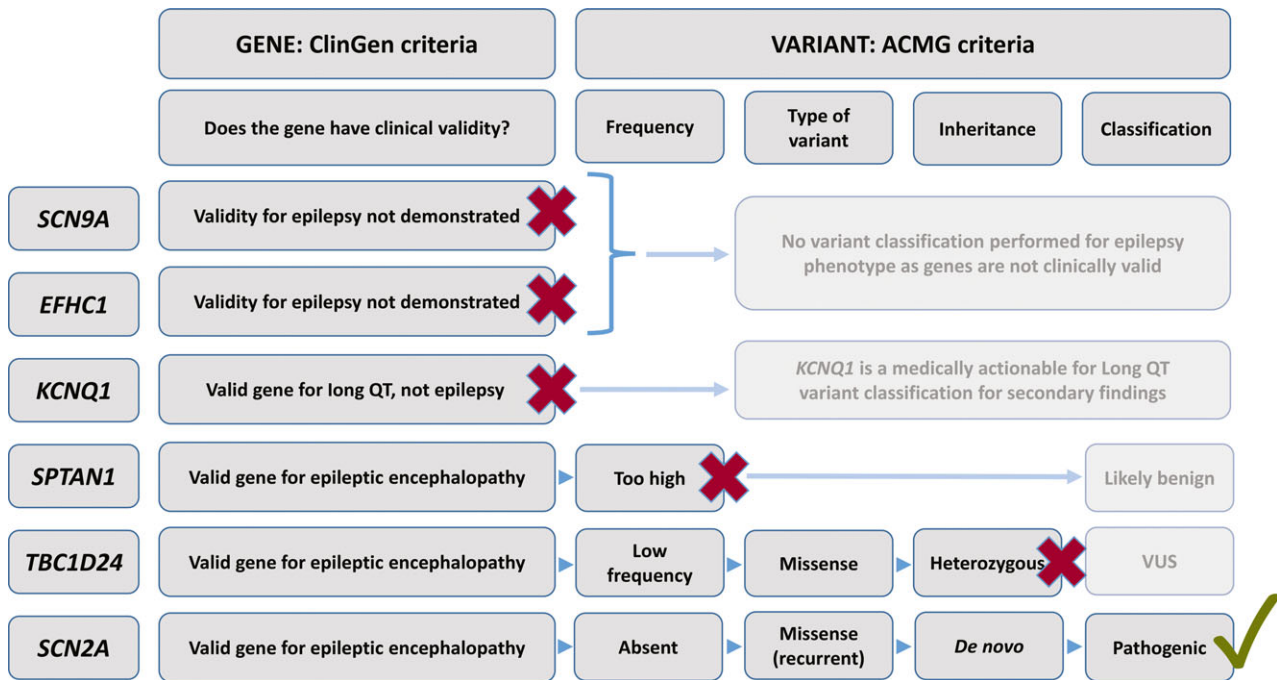 GENE: ClinGen criteria
VARIANT: ACMG criteria
Does the gene have clinical validity?
Frequency
Type of
variant
Inheritance
Classification
SCN9A
Validity for epilepsy not demonstrated
EFHC1
Validity for epilepsy not demonstrated
No variant classification performed for epilepsy
phenotype as genes are not clinically valid
KCNQ1
Valid gene for long QT, not epilepsy
KCNQ1 is a medically actionable for Long QT
variant classification for secondary findings
SPTAN1
Valid gene for epileptic encephalopathy
Too high
Likely benign
TBC1D24
Valid gene for epileptic encephalopathy
Low
frequency
Missense
Heterozygous
VUS
SCN2A
Valid gene for epileptic encephalopathy
Absent
Missense
(recurrent)
De novo
Pathogenic